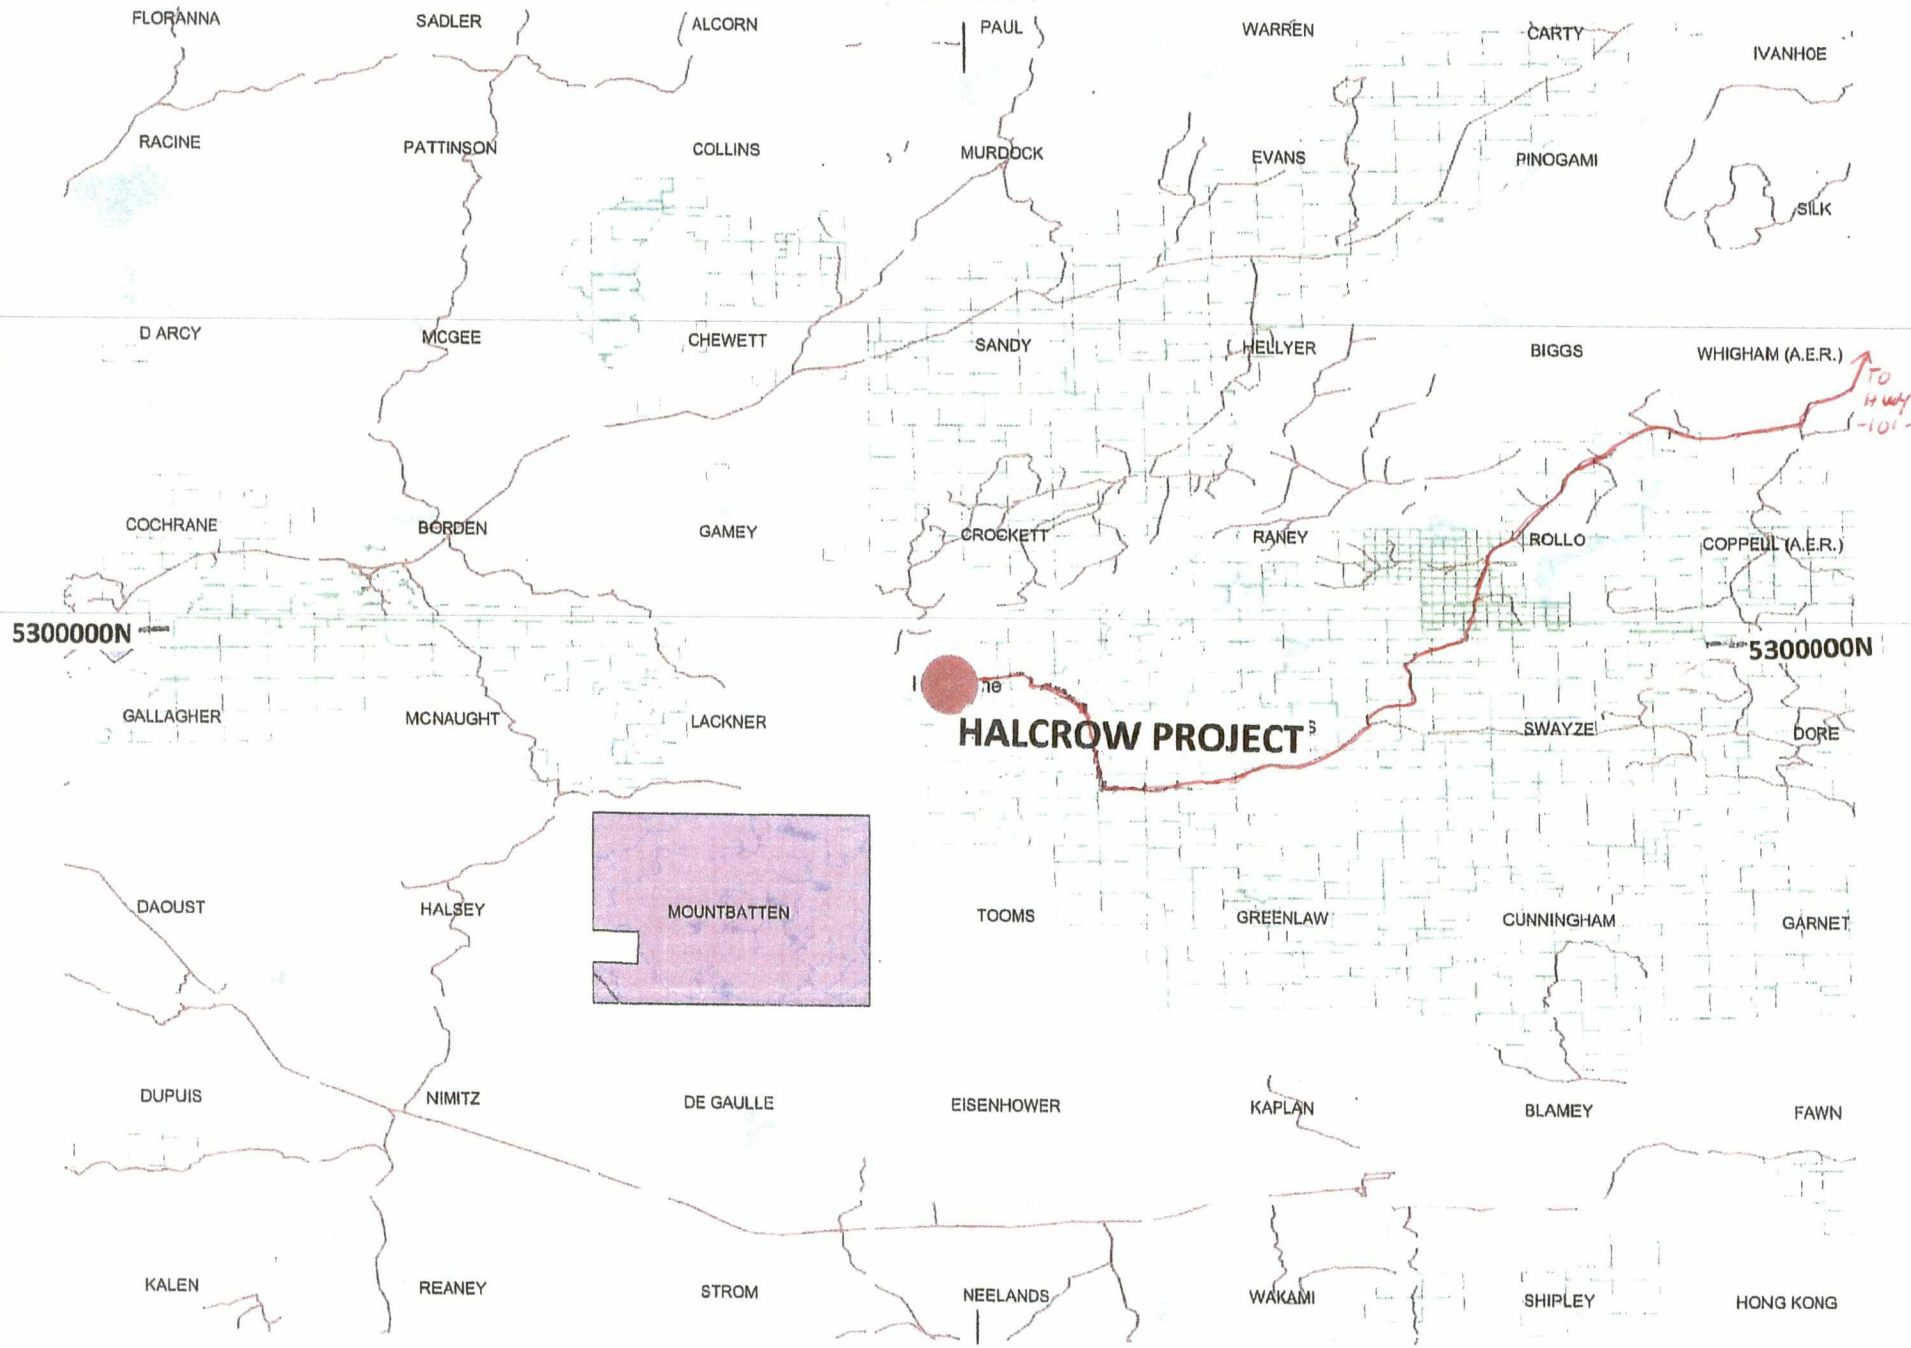 FLORANNA
SADLER
ALCORN
PAUL
WARREN
CARTY
IVANHOE
RACINE
PATTINSON
COLLINS
MURDOCK
EVANS
PINOGAMI
SILK
D ARCY
MCGEE
CHEWETT
SANDY
HELLYER
BIGGS
WHIGHAM (A.E.R.)
TO
Hwy
-101-
COCHRANE
BORDEN
GAMEY
CROCKETT
RANEY
ROLLO
COPPELL (A.E.R.)
5300000N
5300000N
ne
GALLAGHER
MCNAUGHT
LACKNER
HALCROW PROJECT
S
SWAYZE
DORE
DAOUST
HALSEY
MOUNTBATTEN
TOOMS
GREENLAW
CUNNINGHAM
GARNET
DUPUIS
NIMITZ
DE GAULLE
EISENHOWER
KAPLAN
BLAMEY
FAWN
KALEN
REANEY
STROM
NEELANDS
WAKAMI
SHIPLEY
HONG KONG